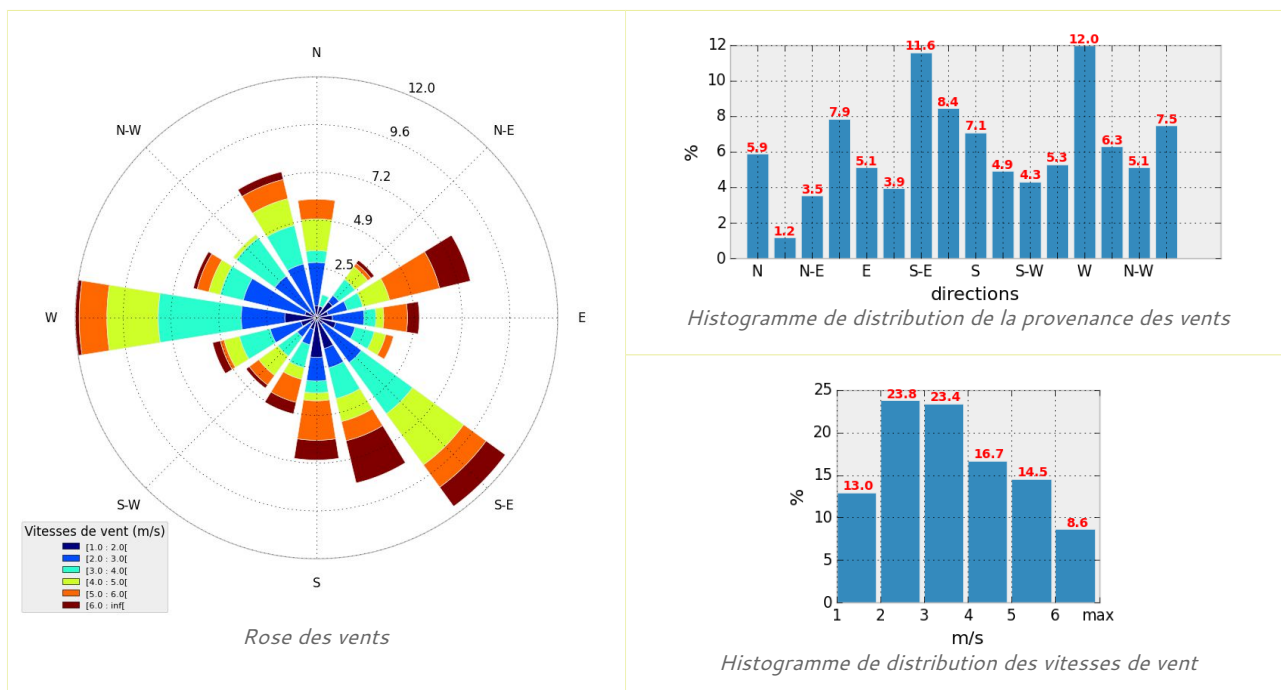 N
12.0
N-W
N-E
9.6
7.2
4.9
2.5
W
E
S-W
S-E
S
Vitesses de vent (m/s)
[1.0 : 2.0[
[2.0 : 3.0[
[3.0 : 4.0[
[4.0 : 5.0[
[5.0 : 6.0[
[6.0 : inf[
Rose des vents
12
10
8
6
4
2
0
%
5.9
1.2
3.5
7.9
5.1
3.9
11.6
8.4
7.1
4.9
4.3
5.3
12.0
6.3
5.1
7.5
N N-E E S-E S S-W W N-W
directions
Histogramme de distribution de la provenance des vents
25
20
15
10
5
0
%
13.0
23.8
23.4
16.7
14.5
8.6
1 2 3 4 5 6 max
m/s
Histogramme de distribution des vitesses de vent